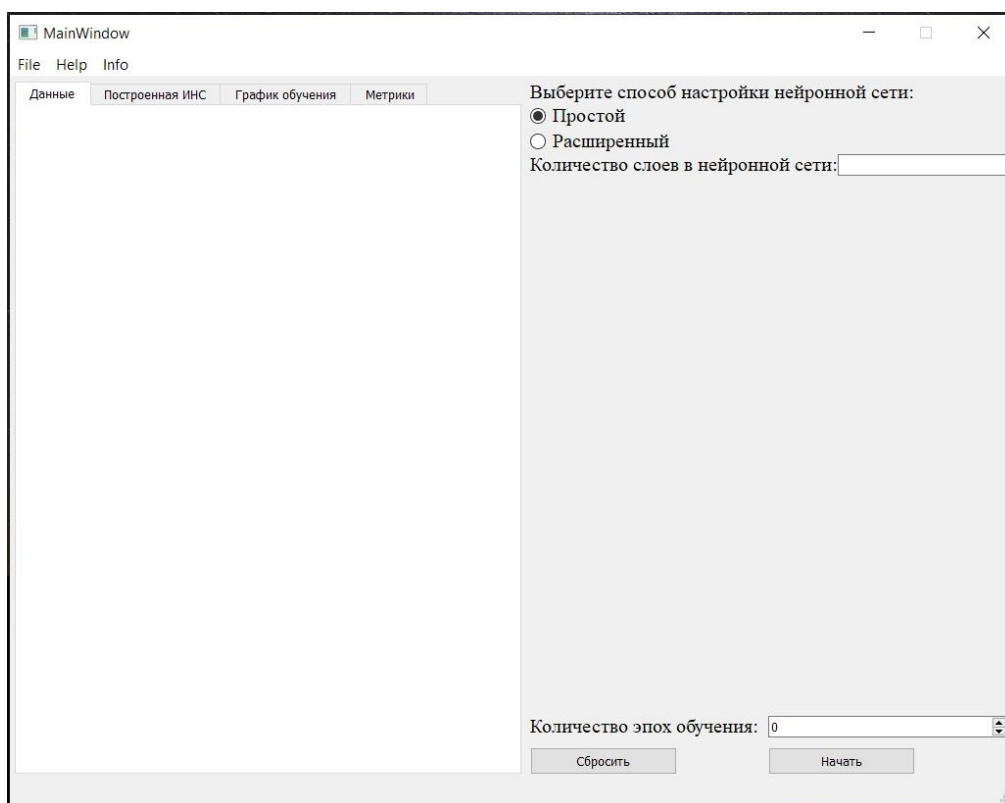 MainWindow
File Help Info
Данные Построенная ИНС График обучения Метрики
Выберите способ настройки нейронной сети:
Простой
Расширенный
Количество слоев в нейронной сети:
Количество эпох обучения: 0
Сбросить Начать